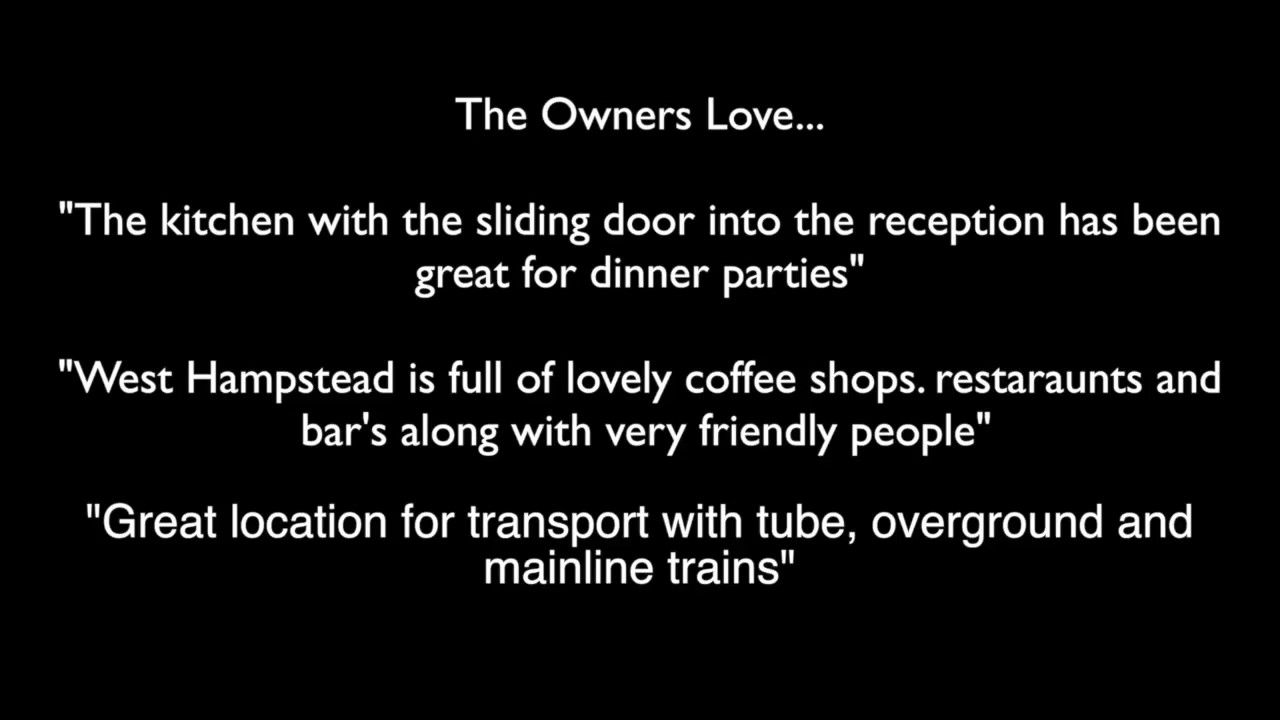 The Owners Love...
"The kitchen with the sliding door into the reception has been
great for dinner parties"
"West Hampstead is full of lovely coffee shops. restaraunts and
bar's along with very friendly people"
"Great location for transport with tube, overground and
mainline trains"